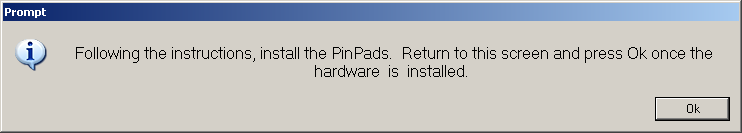 Prompt
Following the instructions, install the PinPads.  Return to this screen and press Ok once the
hardware  is  installed.
Ok